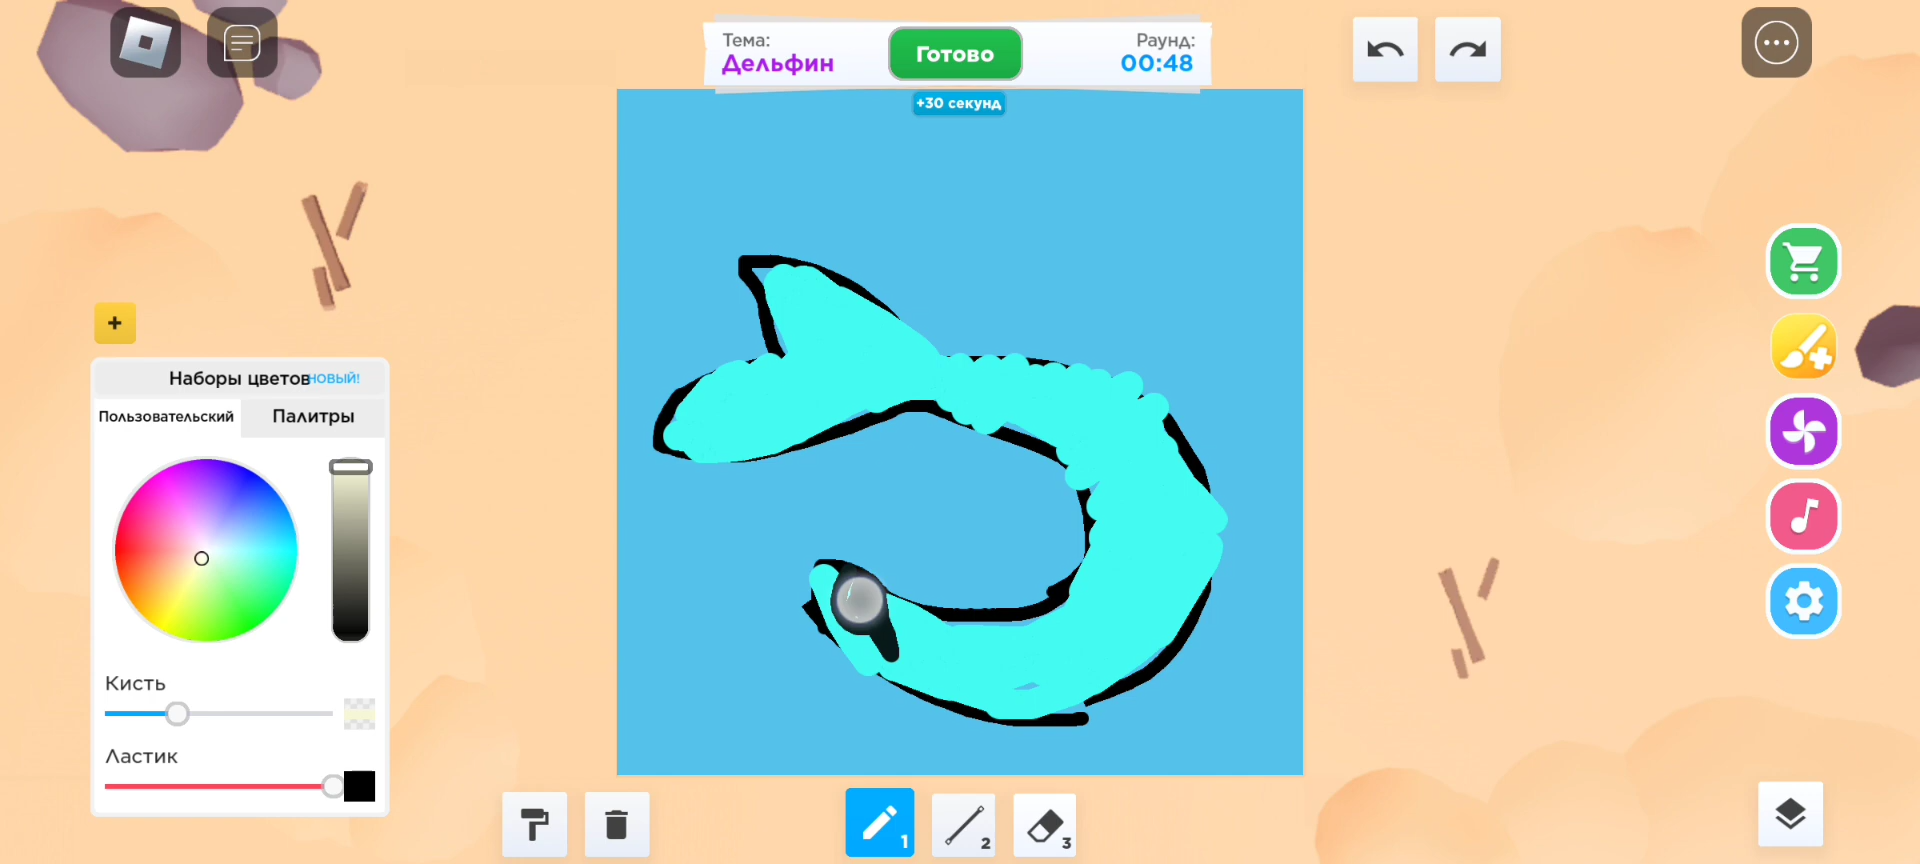 Тема:
Дельфин
Готово
Раунд:
00:48
+30 секунд
+
Наборы цветов НОВЫЙ!
Пользовательский
Палитры
Кисть
Ластик
1
2
3